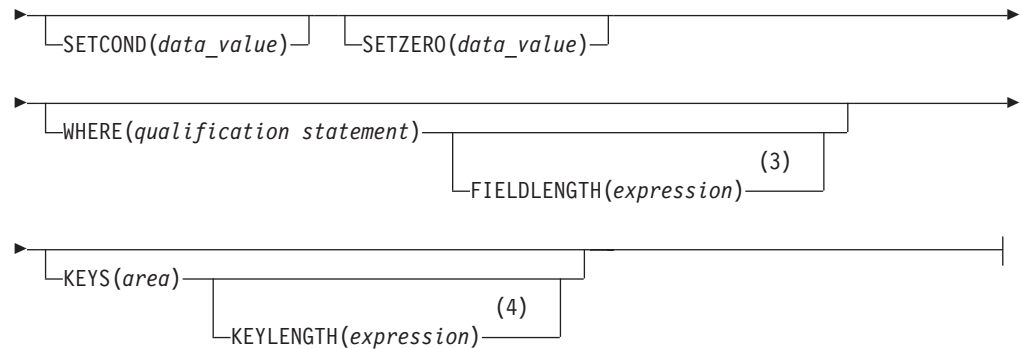 SETCOND(data_value) SETZERO(data_value)
WHERE(qualification statement)
(3)
FIELDLENGTH(expression)
KEYS(area)
(4)
KEYLENGTH(expression)